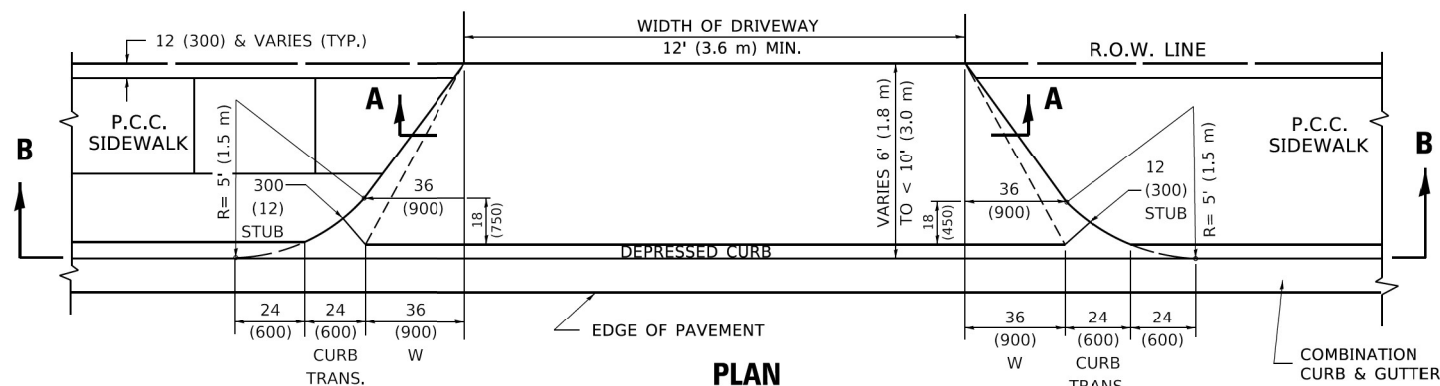 WIDTH OF DRIVEWAY
12' (3.6 m) MIN.
12 (300) & VARIES (TYP.)
R.O.W. LINE
A
A
P.C.C.
SIDEWALK
P.C.C.
SIDEWALK
B
B
R= 5' (1.5 m)
300
(12)
STUB
36
(900)
18
(750)
VARIES 6' (1.8 m)
TO < 10' (3.0 m)
36
(900)
18
(450)
12
(300)
STUB
R= 5' (1.5 m)
DEPRESSED CURB
24
(600)
24
(600)
CURB
TRANS.
36
(900)
W
EDGE OF PAVEMENT
PLAN
36
(900)
W
24
(600)
CURB
TRANS.
24
(600)
COMBINATION
CURB & GUTTER